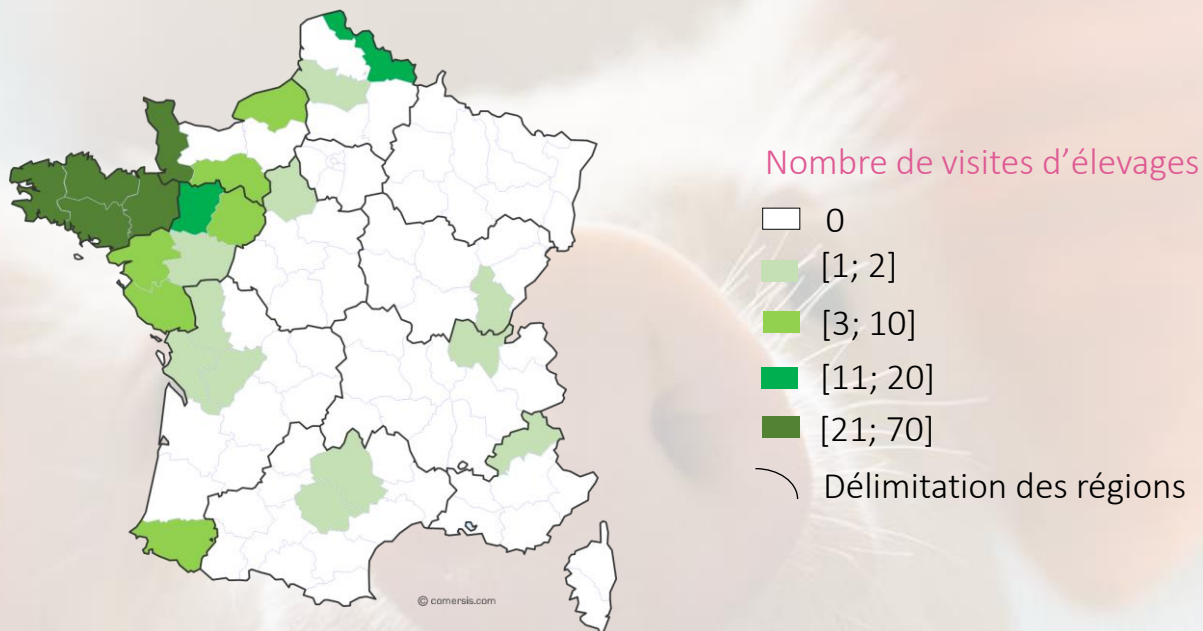 Nombre de visites d’élevages
0
[1; 2]
[3; 10]
[11; 20]
[21; 70]
Délimitation des régions
© comersis.com